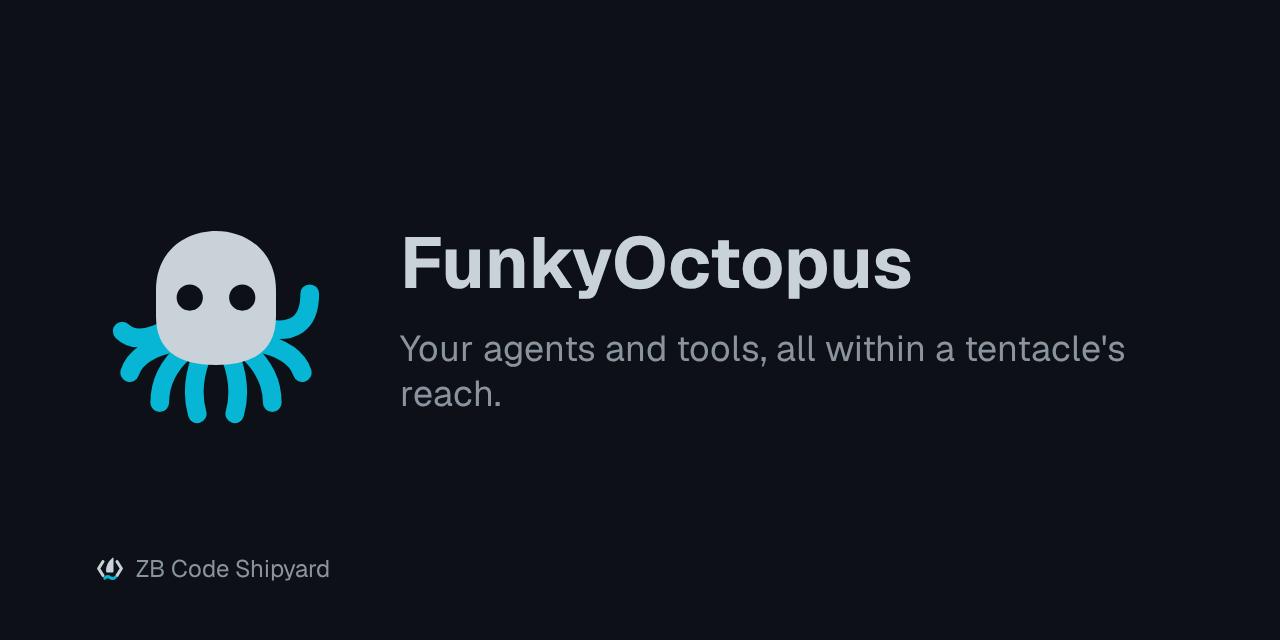 FunkyOctopus
Your agents and tools, all within a tentacle's
reach.
ZB Code Shipyard